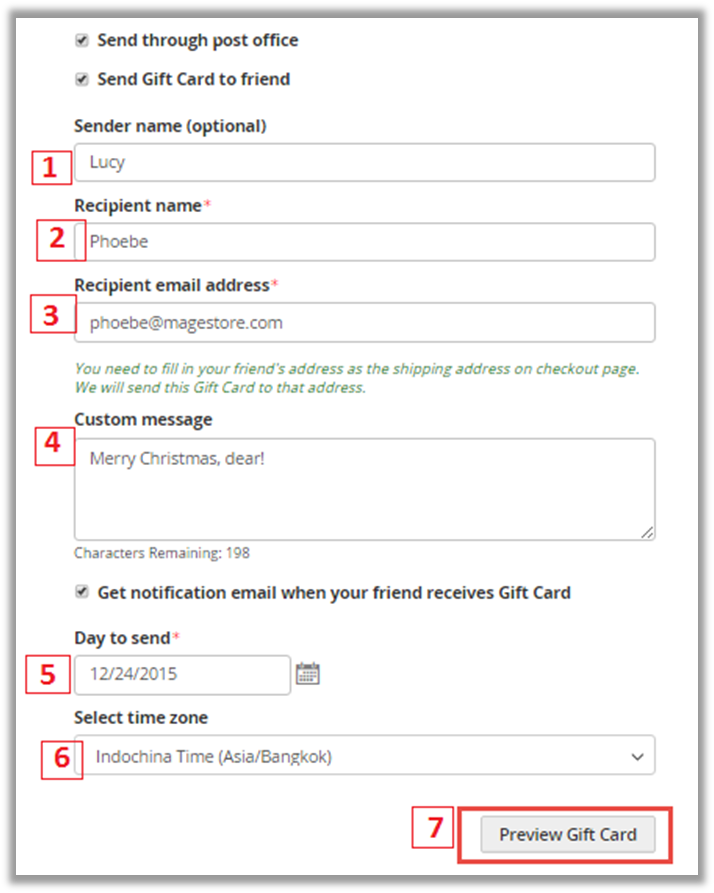 Send through post office
Send Gift Card to friend
Sender name (optional)
1 Lucy
Recipient name*
2 Phoebe
Recipient email address*
3 phoebe@magestore.com
You need to fill in your friend's address as the shipping address on checkout page.
We will send this Gift Card to that address.
Custom message
4 Merry Christmas, dear!
Characters Remaining: 198
Get notification email when your friend receives Gift Card
Day to send*
5 12/24/2015
Select time zone
6 Indochina Time (Asia/Bangkok)
7 Preview Gift Card